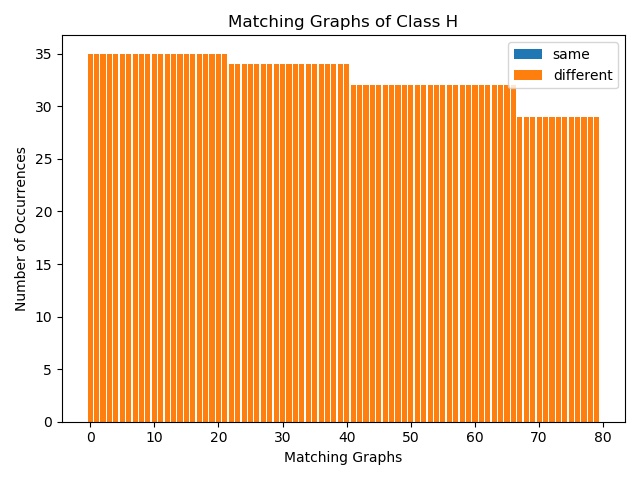 Matching Graphs of Class H
same
different
Number of Occurrences
35
30
25
20
15
10
5
0
0 10 20 30 40 50 60 70 80
Matching Graphs